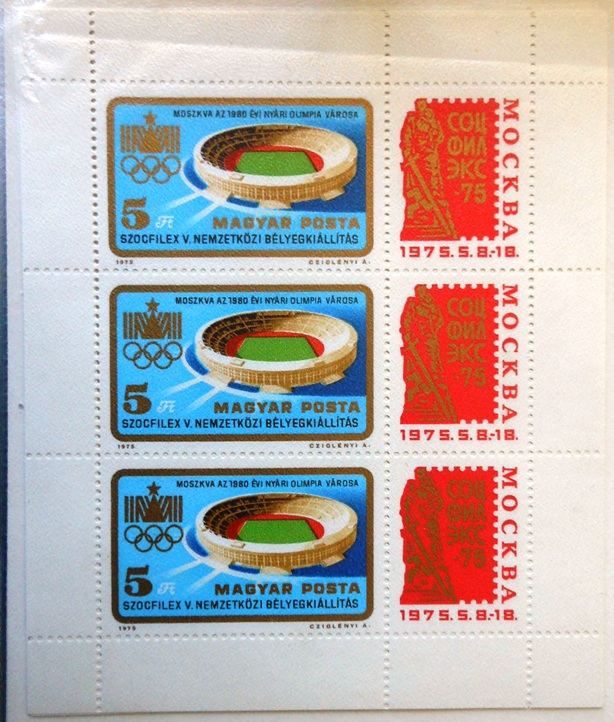 MOSZKVA AZ 1980 ÉVI NYÁRI OLIMPIA VÁROSA
5 Ft
MAGYAR POSTA
SZOCFILEX V. NEMZETKÖZI BÉLYEGKIÁLLÍTÁS
1975
CZIGLÉNYI Á.
СОЦ
ФИЛ
ЭКС
-75
МОСКВА
1975.5.8.-18.
MOSZKVA AZ 1980 ÉVI NYÁRI OLIMPIA VÁROSA
5 Ft
MAGYAR POSTA
SZOCFILEX V. NEMZETKÖZI BÉLYEGKIÁLLÍTÁS
1975
CZIGLÉNYI Á.
СОЦ
ФИЛ
ЭКС
-75
МОСКВА
1975.5.8.-18.
MOSZKVA AZ 1980 ÉVI NYÁRI OLIMPIA VÁROSA
5 Ft
MAGYAR POSTA
SZOCFILEX V. NEMZETKÖZI BÉLYEGKIÁLLÍTÁS
1975
CZIGLÉNYI Á.
СОЦ
ФИЛ
ЭКС
-75
МОСКВА
1975.5.8.-18.